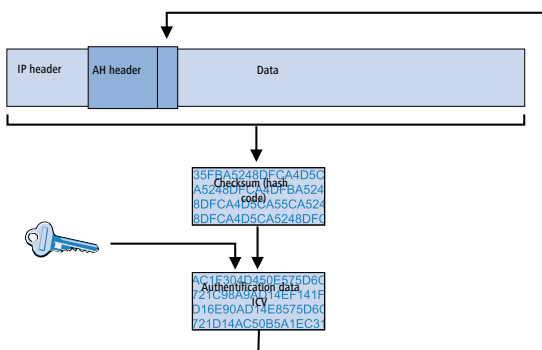 IP header
AH header
Data
35FBA5248DFCA4D5C
Checksum (hash
A5248DFCA4DFBA524
code)
8DFCA4D5CA55CA524
8DFCA4D5CA5248DFC
AC1F304D450E575D6C
Authentification data,
721C98A9AD14EF141F
ICV
D16E90AD14E8575D6C
721D14AC50B5A1EC31